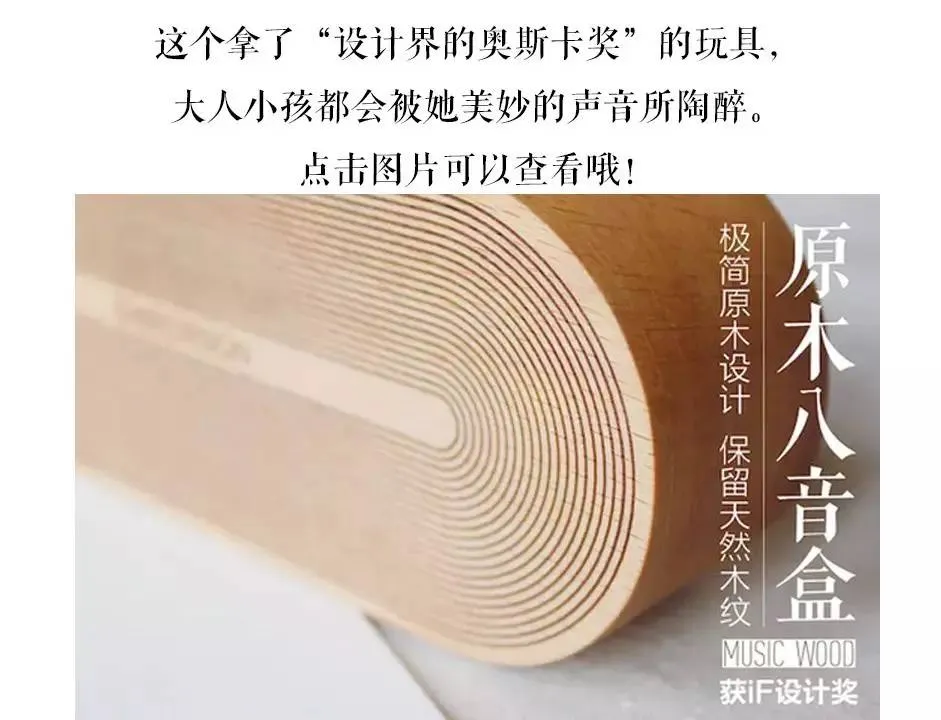 这个拿了“设计界的奥斯卡奖”的玩具，
大人小孩都会被她美妙的声音所陶醉。
点击图片可以查看哦！
原木八音盒
极简原木设计 保留天然木纹
MUSIC WOOD
获iF设计奖